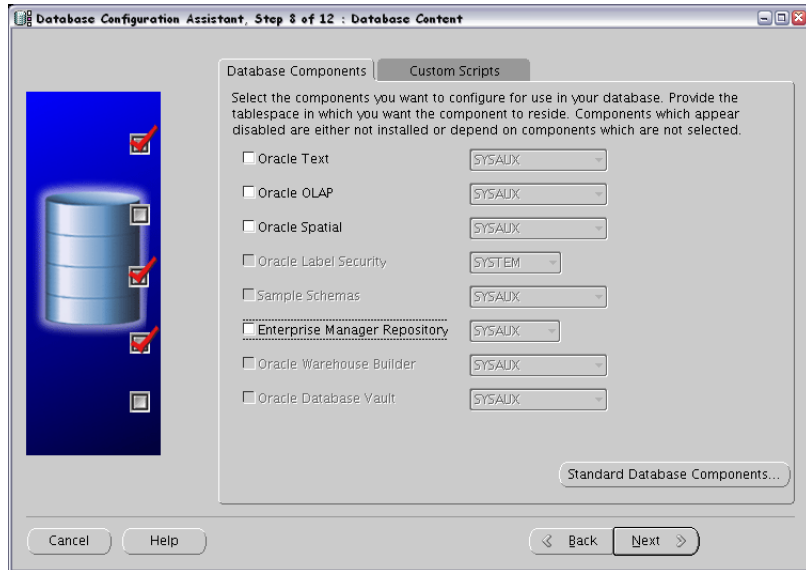 Database Configuration Assistant, Step 8 of 12 : Database Content
Database Components
Custom Scripts
Select the components you want to configure for use in your database. Provide the
tablespace in which you want the component to reside. Components which appear
disabled are either not installed or depend on components which are not selected.
Oracle Text SYSAUX
Oracle OLAP SYSAUX
Oracle Spatial SYSAUX
Oracle Label Security SYSTEM
Sample Schemas SYSAUX
Enterprise Manager Repository SYSAUX
Oracle Warehouse Builder SYSAUX
Oracle Database Vault SYSAUX
Standard Database Components...
Cancel Help Back Next